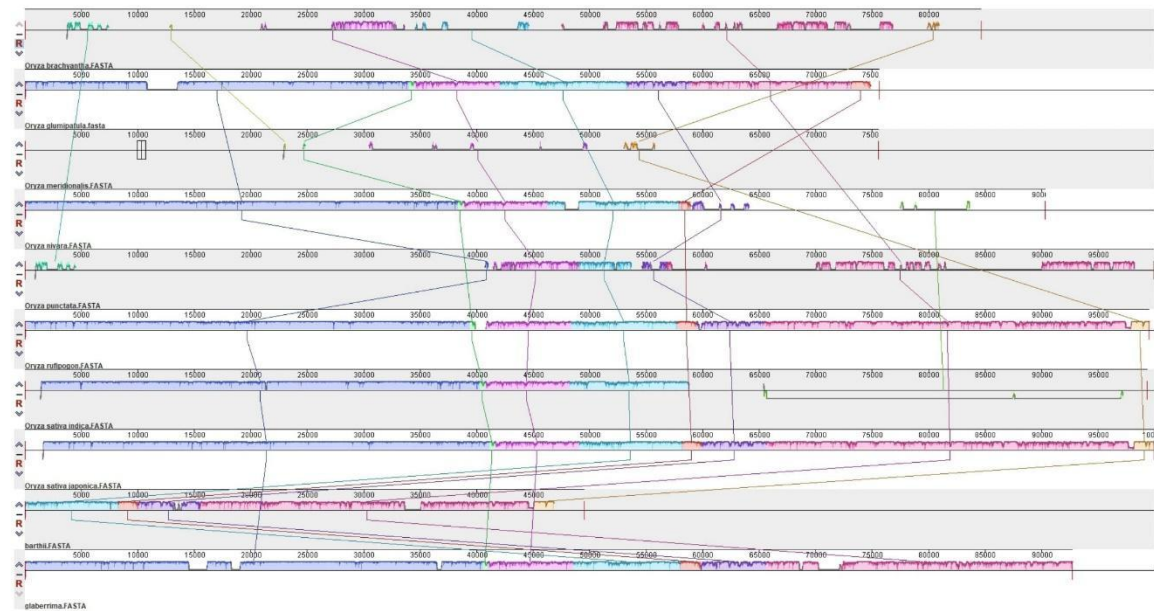 5000 10000 15000 20000 25000 30000 35000 40000 45000 50000 55000 60000 65000 70000 75000 80000
R
Oryza brachyantha.FASTA
5000 10000 15000 20000 25000 30000 35000 40000 45000 50000 55000 60000 65000 70000 7500
R
Oryza glumipatula.fasta
5000 10000 15000 20000 25000 30000 35000 40000 45000 50000 55000 60000 65000 70000 75000
R
Oryza meridionalis.FASTA
5000 10000 15000 20000 25000 30000 35000 40000 45000 50000 55000 60000 65000 70000 75000 80000 85000 90
R
Oryza nivara.FASTA
5000 10000 15000 20000 25000 30000 35000 40000 45000 50000 55000 60000 65000 70000 75000 80000 85000 90000 95000
R
Oryza punctata.FASTA
5000 10000 15000 20000 25000 30000 35000 40000 45000 50000 55000 60000 65000 70000 75000 80000 85000 90000 95000
R
Oryza rufipogon.FASTA
5000 10000 15000 20000 25000 30000 35000 40000 45000 50000 55000 60000 65000 70000 75000 80000 85000 90000 95000
R
Oryza sativa indica.FASTA
5000 10000 15000 20000 25000 30000 35000 40000 45000 50000 55000 60000 65000 70000 75000 80000 85000 90000 95000
R
Oryza sativa japonica.FASTA
5000 10000 15000 20000 25000 30000 35000 40000 45000
R
barthii.FASTA
5000 10000 15000 20000 25000 30000 35000 40000 45000 50000 55000 60000 65000 70000 75000 80000 85000 90000
R
glaberrima.FASTA